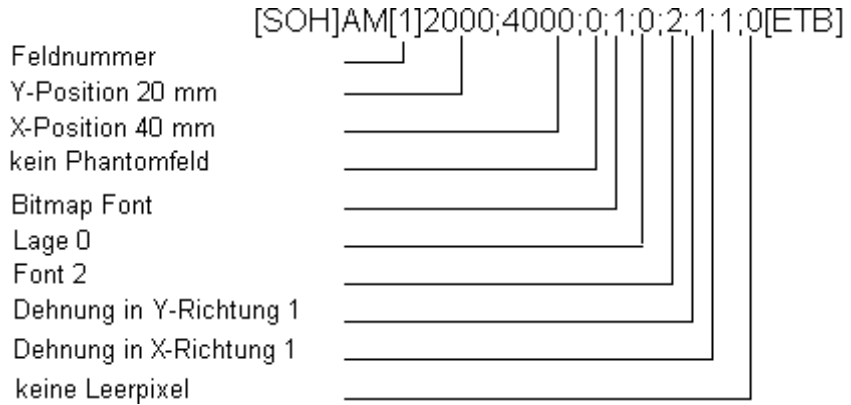 [SOH]AM[1]2000;4000;0;1;0;2;1;1;0[ETB]
Feldnummer
Y-Position 20 mm
X-Position 40 mm
kein Phantomfeld
Bitmap Font
Lage 0
Font 2
Dehnung in Y-Richtung 1
Dehnung in X-Richtung 1
keine Leerpixel